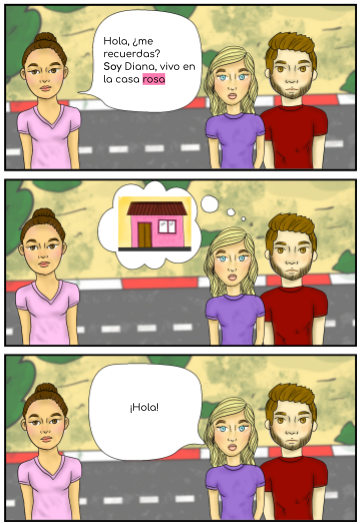 Hola, ¿me
recuerdas?
Soy Diana, vivo en
la casa rosa
¡Hola!